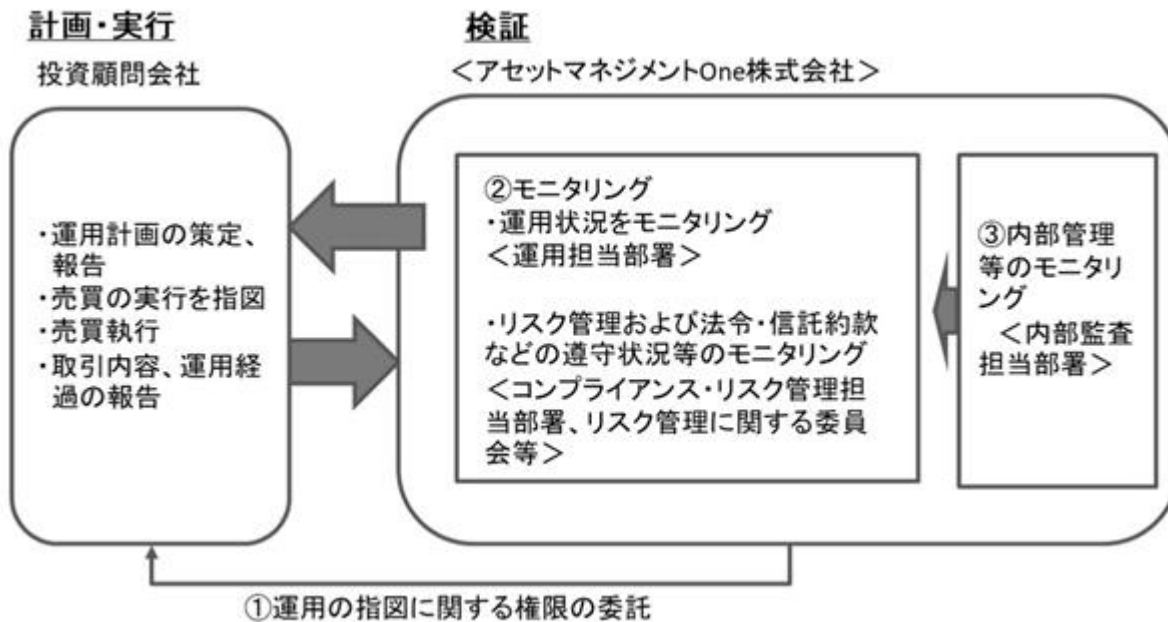 計画・実行
投資顧問会社
・運用計画の策定、
報告
・売買の実行を指図
・売買執行
・取引内容、運用経
過の報告
検証
＜アセットマネジメントOne株式会社＞
②モニタリング
・運用状況をモニタリング
＜運用担当部署＞
・リスク管理および法令・信託約款
などの遵守状況等のモニタリング
＜コンプライアンス・リスク管理担
当部署、リスク管理に関する委員
会等＞
③内部管理
等のモニタリ
ング
＜内部監査
担当部署＞
①運用の指図に関する権限の委託